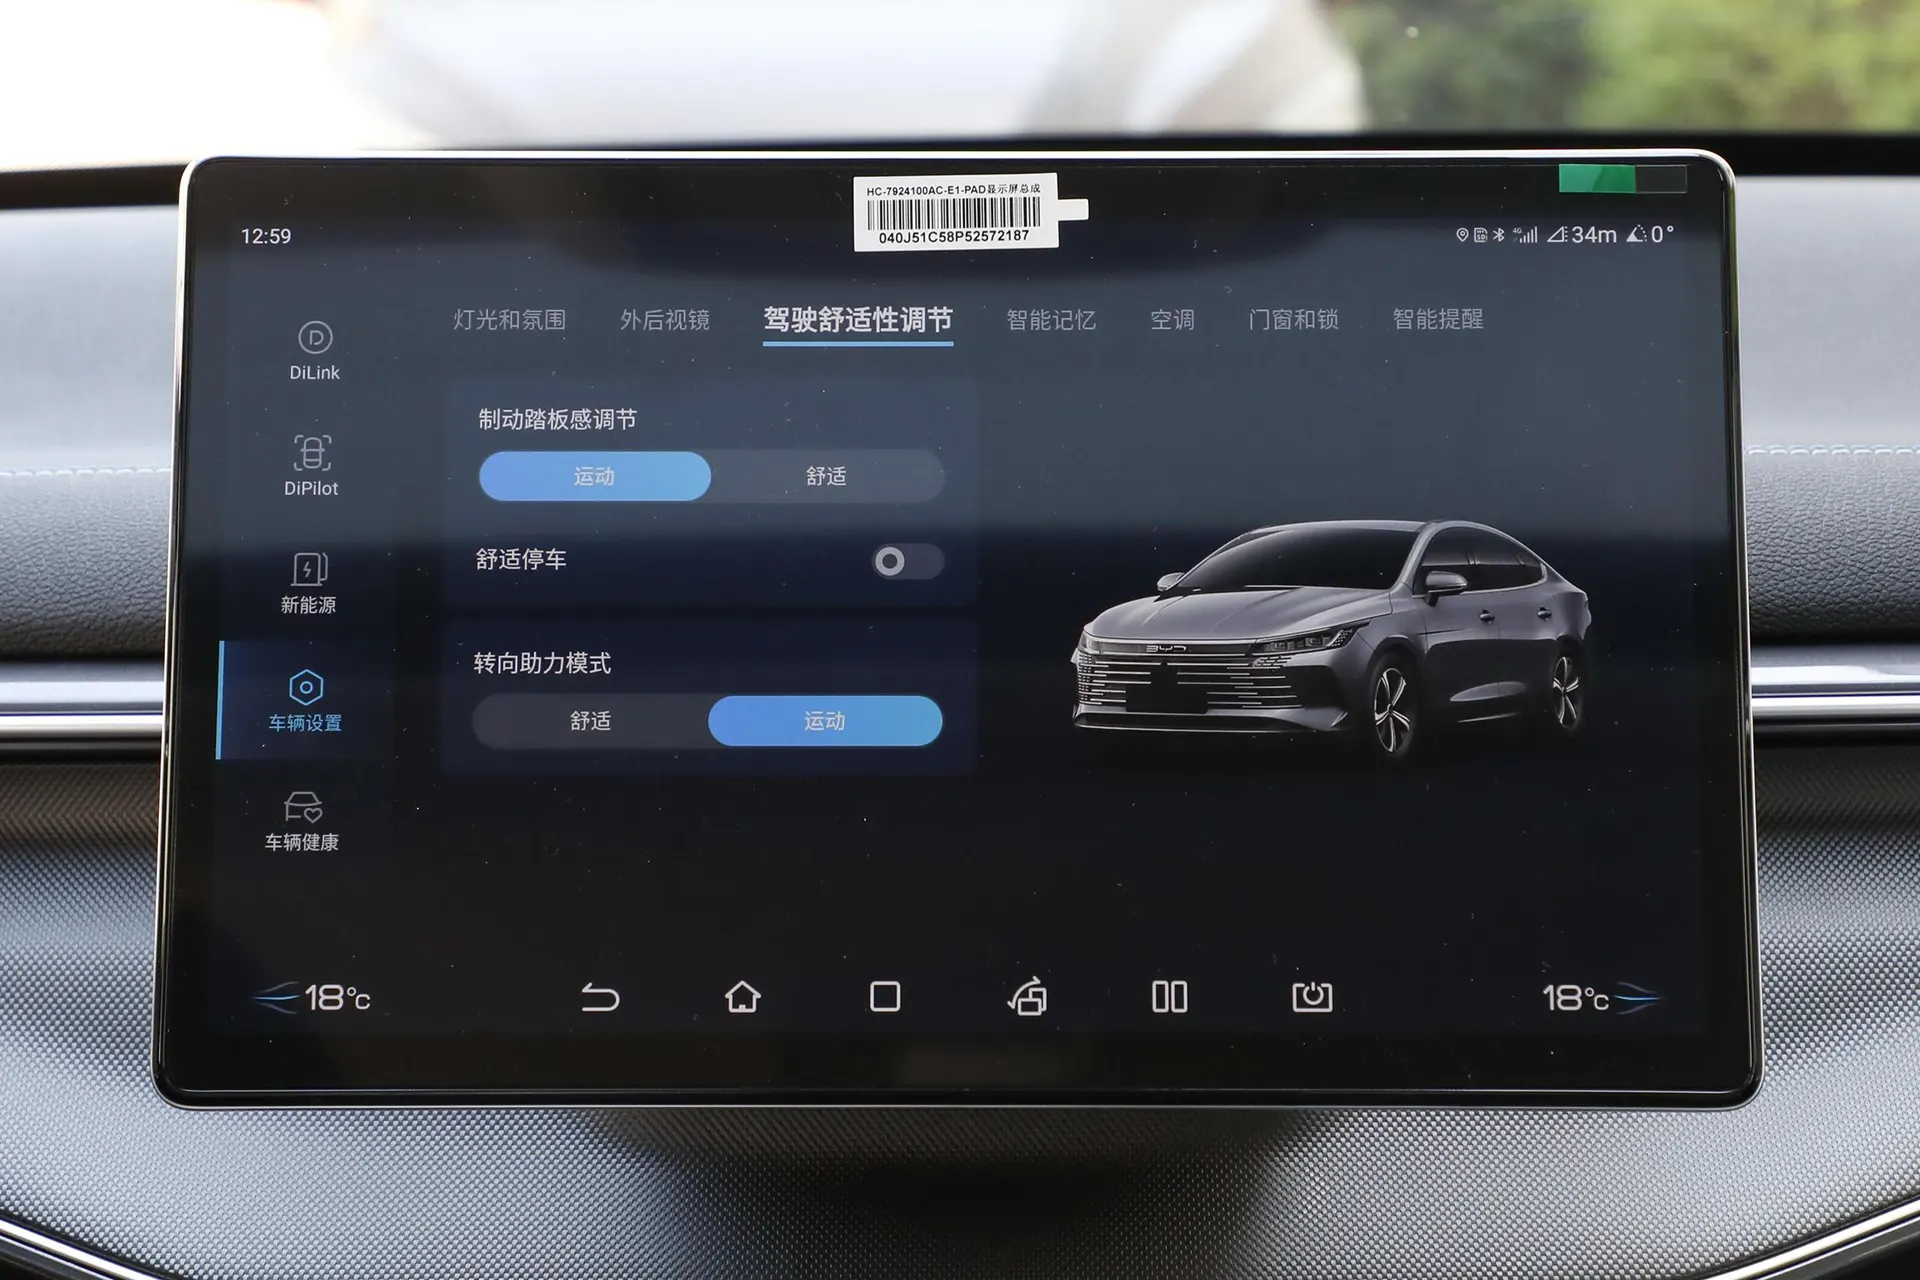 HC-7924100AC-E1-PAD显示屏总成
040J51C58P52572187
12:59
4G 34m 0°
灯光和氛围 外后视镜 驾驶舒适性调节 智能记忆 空调 门窗和锁 智能提醒
DiLink
DiPilot
新能源
车辆设置
车辆健康
制动踏板感调节
运动 舒适
舒适停车
转向助力模式
舒适 运动
BYD
18°C 18°C